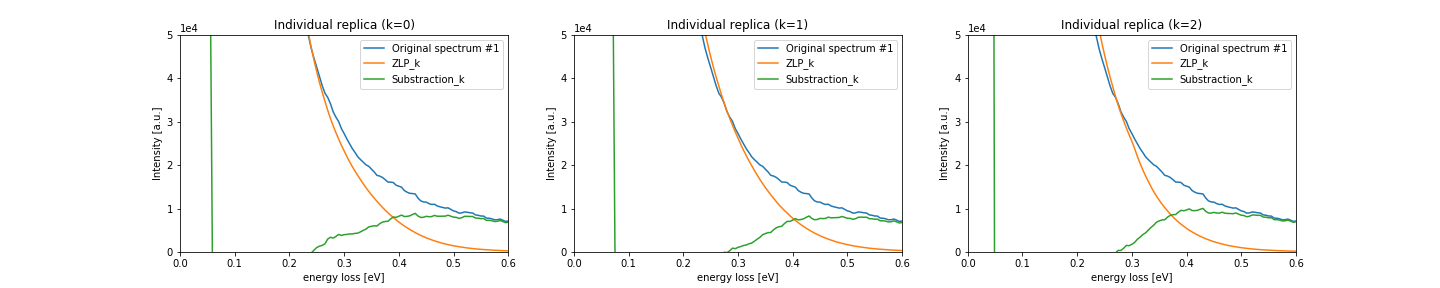 Individual replica (k=0)
1e4
5
4
3
2
1
0
Intensity [a.u.]
Original spectrum #1
ZLP_k
Substraction_k
0.0 0.1 0.2 0.3 0.4 0.5 0.6
energy loss [eV]
Individual replica (k=1)
1e4
5
4
3
2
1
0
Intensity [a.u.]
Original spectrum #1
ZLP_k
Substraction_k
0.0 0.1 0.2 0.3 0.4 0.5 0.6
energy loss [eV]
Individual replica (k=2)
1e4
5
4
3
2
1
0
Intensity [a.u.]
Original spectrum #1
ZLP_k
Substraction_k
0.0 0.1 0.2 0.3 0.4 0.5 0.6
energy loss [eV]